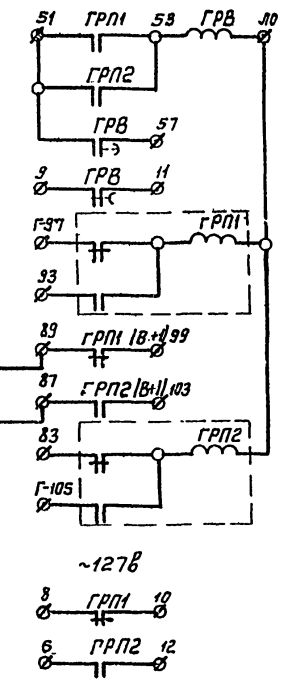 51 ГРП1 53 ГРВ Л0
ГРП2
ГРВ 57
9 ГРВ 11
Г-97 ГРП1
93
89 ГРП1 /В.+1/ 99
87 ГРП2 /В+1/ 103
83 ГРП2
Г-105
~127в
8 ГРП1 10
6 ГРП2 12